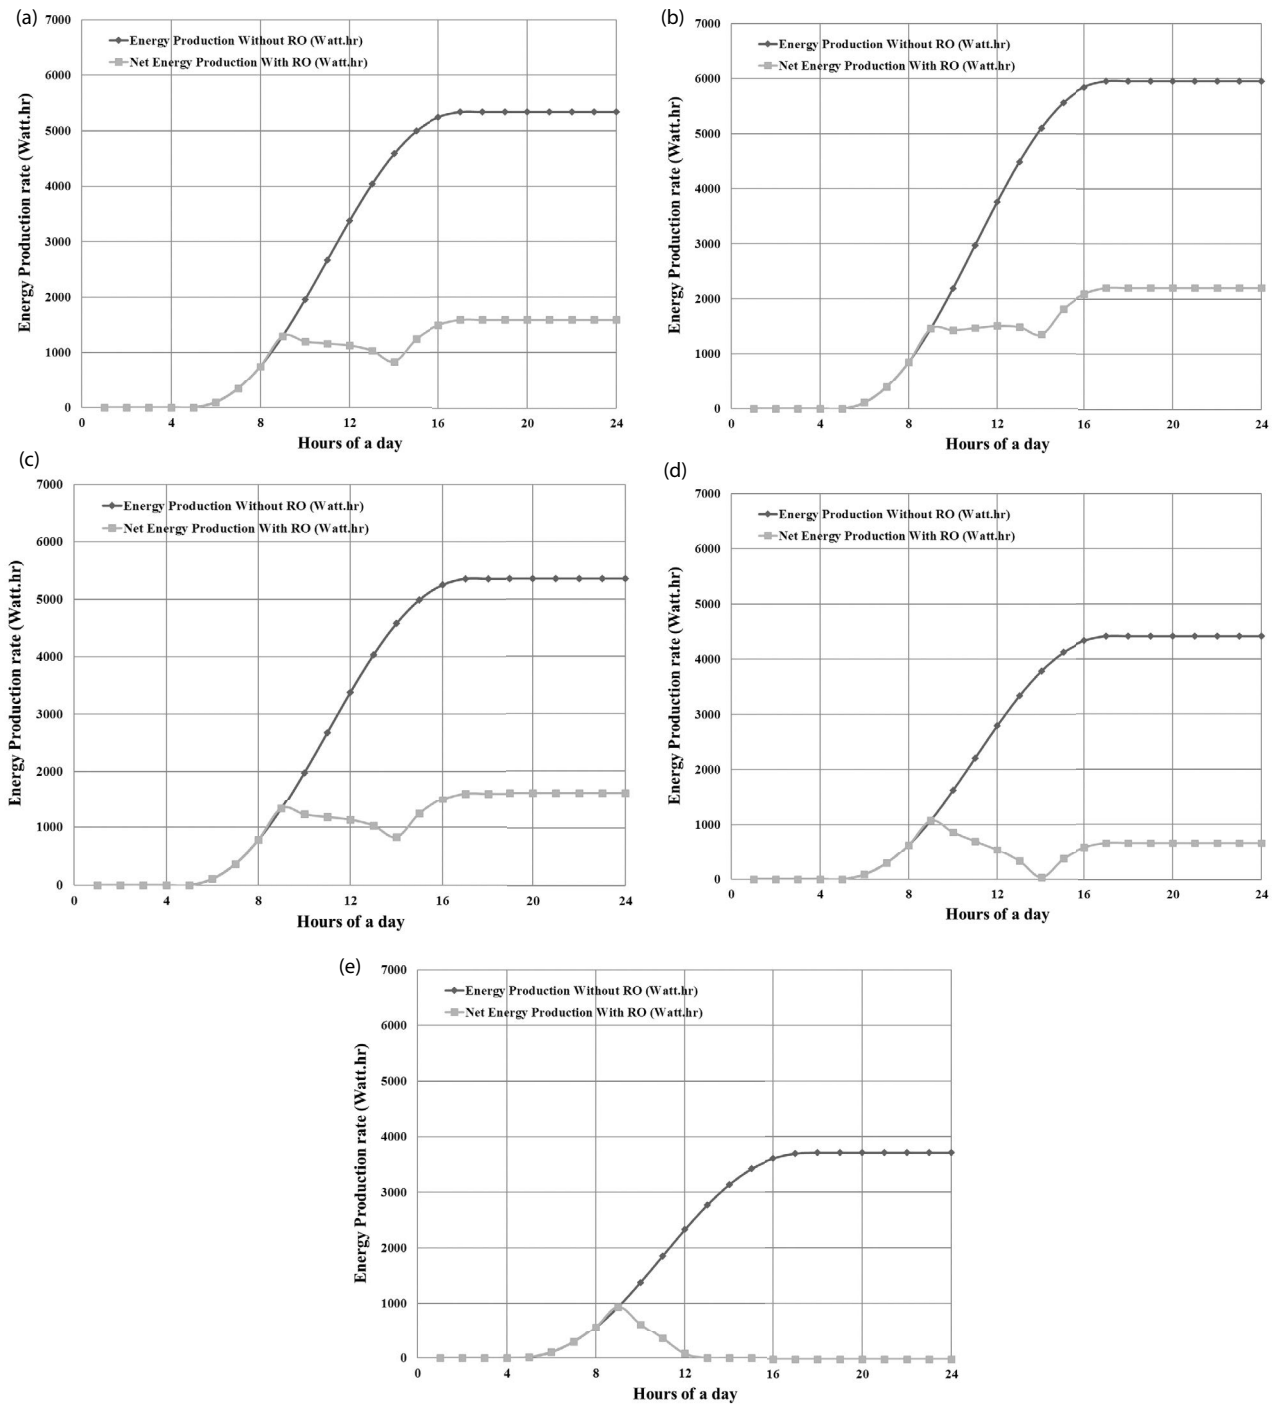 (a)
7000
6000
5000
4000
3000
2000
1000
0
Energy Production rate (Watt.hr)
Energy Production Without RO (Watt.hr)
Net Energy Production With RO (Watt.hr)
0 4 8 12 16 20 24
Hours of a day
(b)
7000
6000
5000
4000
3000
2000
1000
0
Energy Production rate (Watt.hr)
Energy Production Without RO (Watt.hr)
Net Energy Production With RO (Watt.hr)
0 4 8 12 16 20 24
Hours of a day
(c)
7000
6000
5000
4000
3000
2000
1000
0
Energy Production rate (Watt.hr)
Energy Production Without RO (Watt.hr)
Net Energy Production With RO (Watt.hr)
0 4 8 12 16 20 24
Hours of a day
(d)
7000
6000
5000
4000
3000
2000
1000
0
Energy Production rate (Watt.hr)
Energy Production Without RO (Watt.hr)
Net Energy Production With RO (Watt.hr)
0 4 8 12 16 20 24
Hours of a day
(e)
7000
6000
5000
4000
3000
2000
1000
0
Energy Production rate (Watt.hr)
Energy Production Without RO (Watt.hr)
Net Energy Production With RO (Watt.hr)
0 4 8 12 16 20 24
Hours of a day